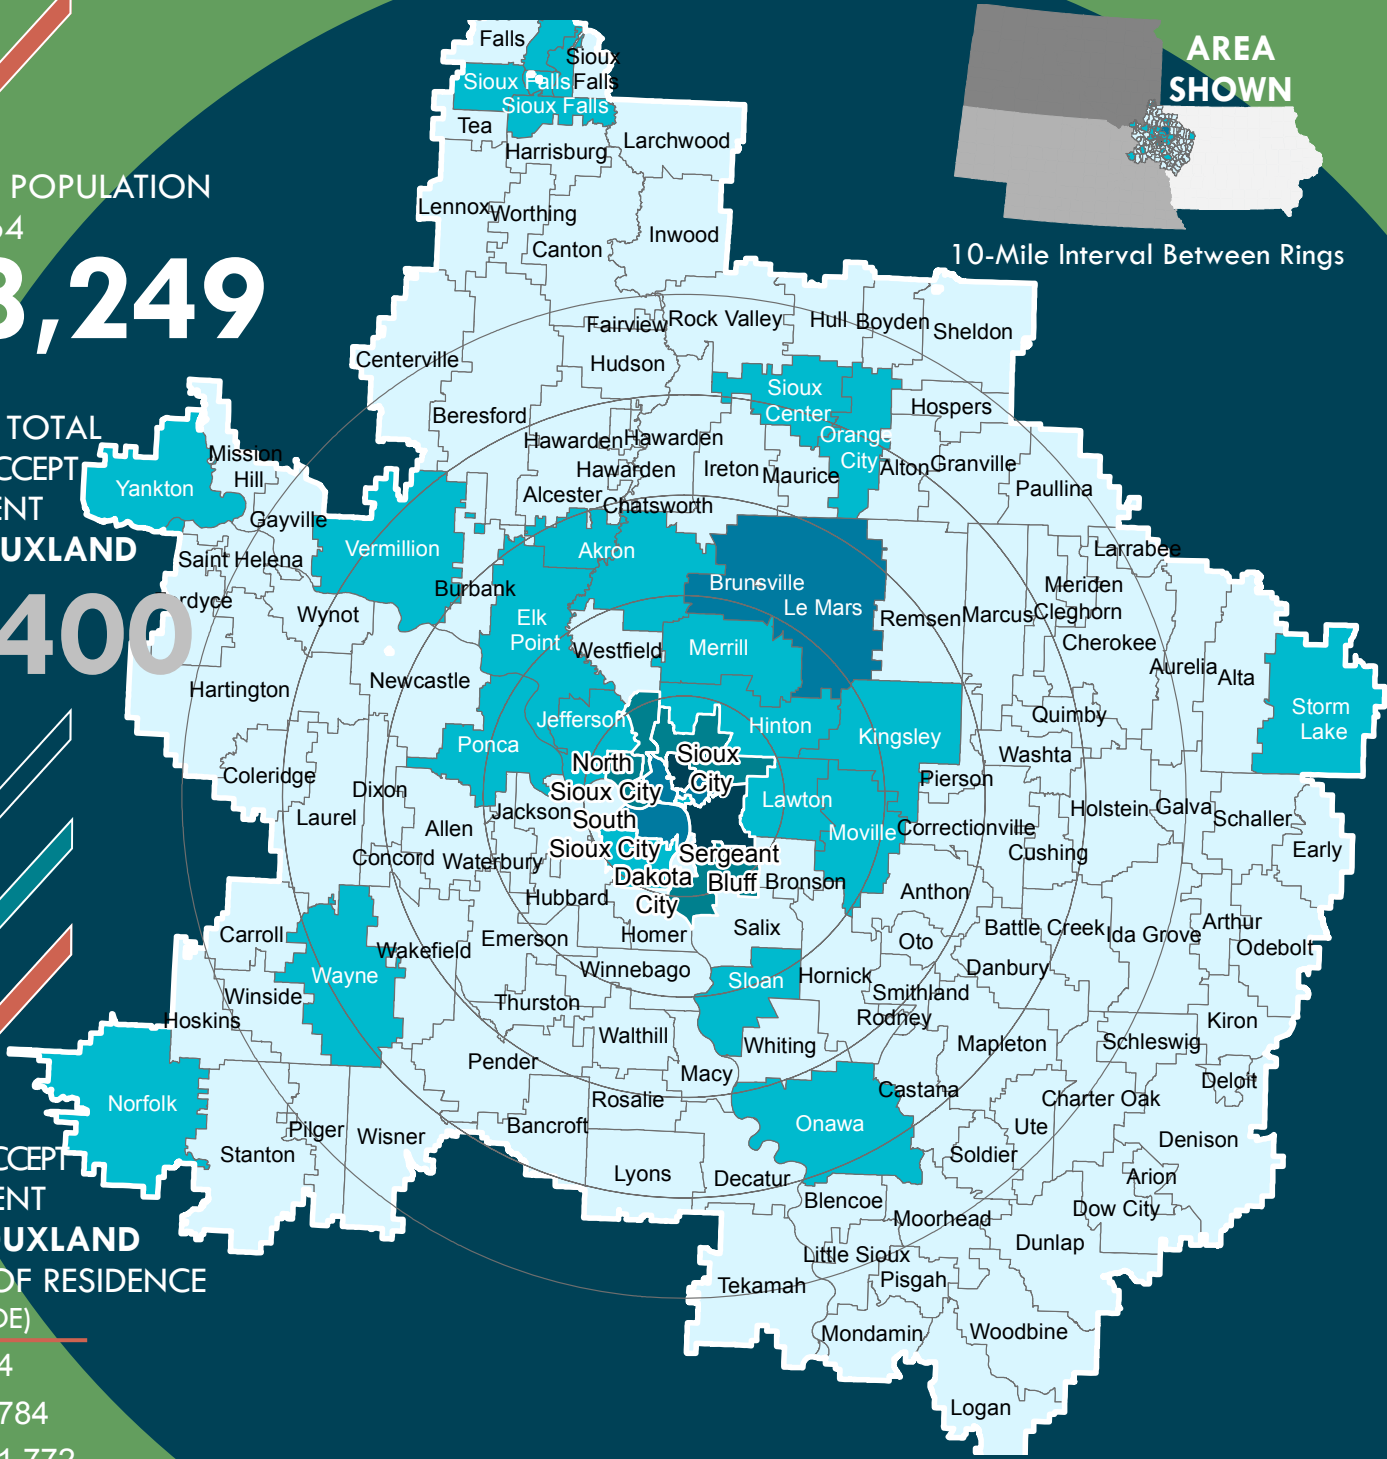 AREA
SHOWN
10-Mile Interval Between Rings
POPULATION
64
3,249
TOTAL
CCEPT
ENT
UXLAND
400
CCEPT
ENT
OUXLAND
OF RESIDENCE
DE)
4
784
1,772
Falls
Sioux
Falls
Sioux Falls
Sioux Falls
Tea
Harrisburg
Larchwood
Lennox
Worthing
Canton
Inwood
Fairview
Rock Valley
Hull
Boyden
Sheldon
Centerville
Hudson
Sioux
Center
Hospers
Beresford
Hawarden
Hawarden
Orange
City
Mission
Hill
Hawarden
Ireton
Maurice
Alton
Granville
Yankton
Alcester
Chatsworth
Paullina
Gayville
Vermillion
Akron
Larrabee
Saint Helena
Burbank
Brunsville
Meriden
rdyce
Wynot
Elk
Point
Le Mars
Remsen
Marcus
Cleghorn
Westfield
Merrill
Cherokee
Hartington
Newcastle
Aurelia
Alta
Storm
Lake
Jefferson
Hinton
Kingsley
Quimby
Ponca
Washta
North
Sioux City
Sioux
City
Coleridge
Dixon
Pierson
Laurel
Allen
Jackson
South
Sioux City
Lawton
Moville
Correctionville
Holstein
Galva
Schaller
Concord
Waterbury
Cushing
Early
Dakota
City
Sergeant
Bluff
Bronson
Hubbard
Anthon
Carroll
Wakefield
Emerson
Homer
Salix
Oto
Battle Creek
Ida Grove
Arthur
Odebolt
Wayne
Winnebago
Sloan
Hornick
Danbury
Winside
Thurston
Smithland
Hoskins
Rodney
Kiron
Walthill
Whiting
Mapleton
Schleswig
Pender
Macy
Deloit
Norfolk
Rosalie
Castana
Charter Oak
Pilger
Wisner
Bancroft
Onawa
Ute
Denison
Stanton
Soldier
Lyons
Decatur
Arion
Blencoe
Dow City
Moorhead
Dunlap
Little Sioux
Tekamah
Pisgah
Mondamin
Woodbine
Logan